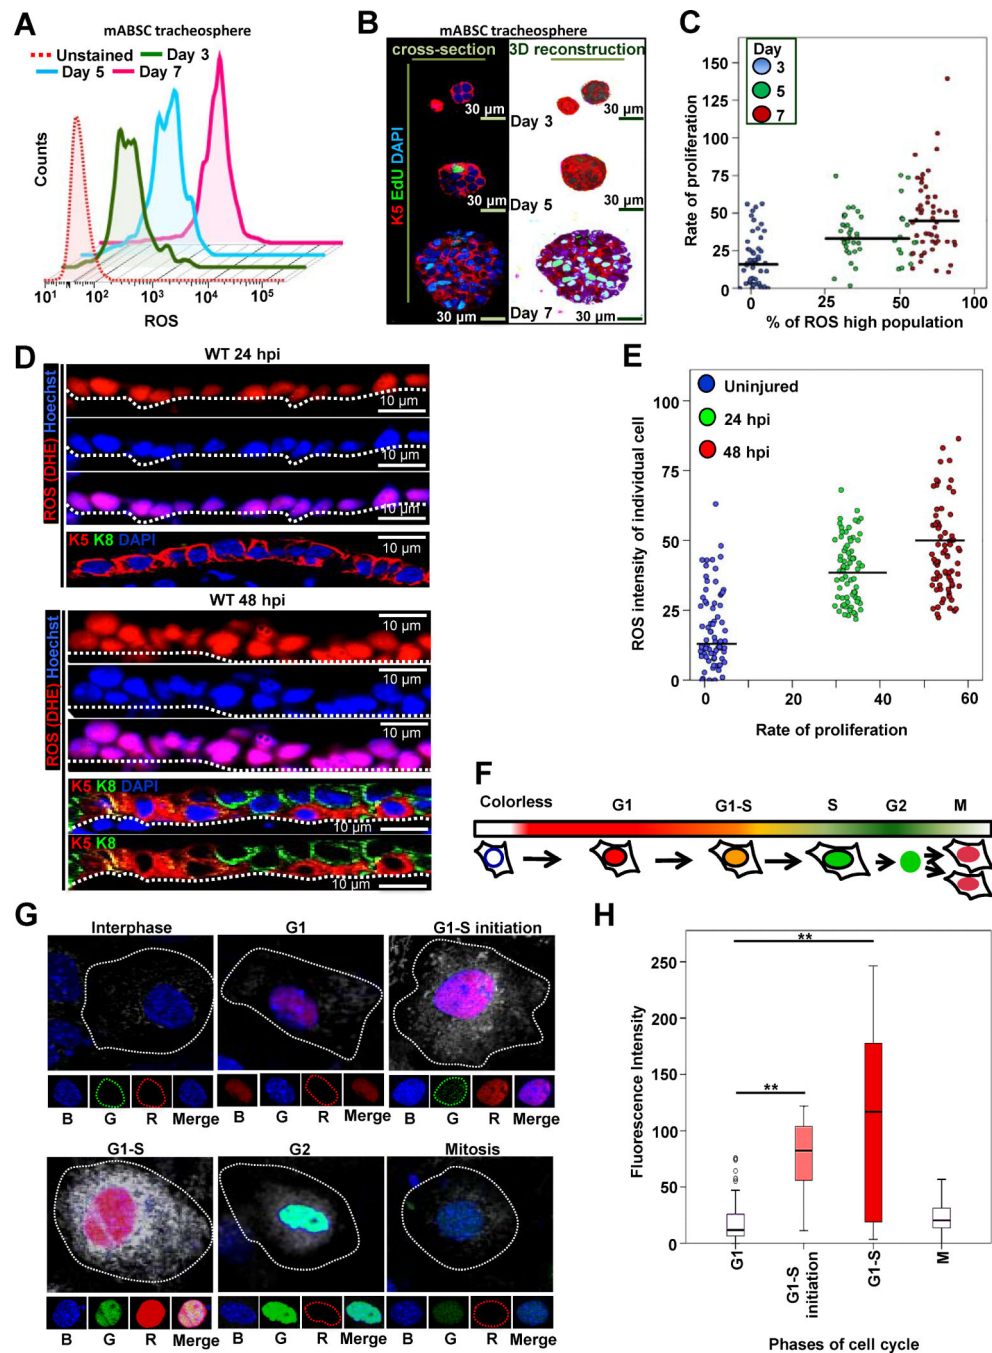 A
mABSC tracheosphere
Unstained Day 3
Day 5 Day 7
Counts
10¹ 10² 10³ 10⁴ 10⁵
ROS
B
mABSC tracheosphere
cross-section 3D reconstruction
K5 EdU DAPI
30 µm 30 µm
Day 3
30 µm 30 µm
Day 5
30 µm 30 µm
Day 7
C
Day
3
5
7
Rate of proliferation
150
125
100
75
50
25
0
0 25 50 100
% of ROS high population
D
WT 24 hpi
ROS (DHE) Hoechst
10 µm
10 µm
10 µm
K5 K8 DAPI
10 µm
WT 48 hpi
ROS (DHE) Hoechst
10 µm
10 µm
10 µm
K5 K8 DAPI
10 µm
K5 K8
10 µm
E
Uninjured
24 hpi
48 hpi
ROS intensity of individual cell
100
75
50
25
0
0 20 40 60
Rate of proliferation
F
Colorless G1 G1-S S G2 M
G
Interphase G1 G1-S initiation
B G R Merge B G R Merge B G R Merge
G1-S G2 Mitosis
B G R Merge B G R Merge B G R Merge
H
Fluorescence Intensity
250
200
150
100
50
0
**
**
G1
G1-S initiation
G1-S
M
Phases of cell cycle